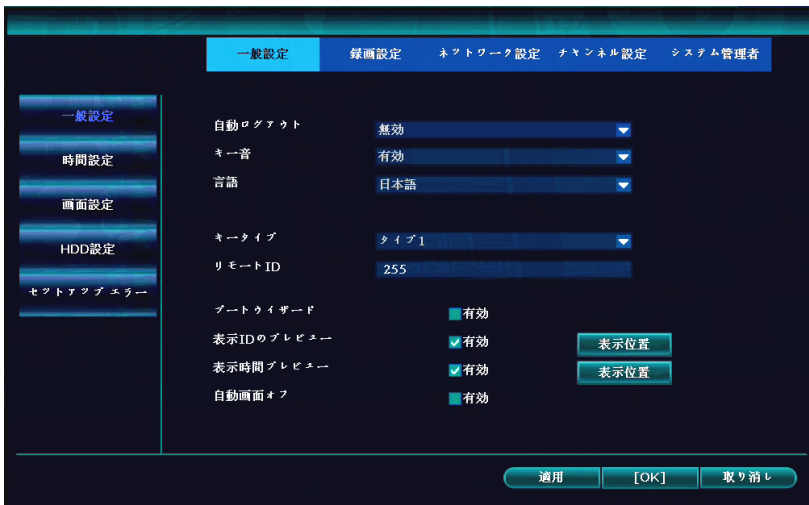 一般設定 録画設定 ネットワーク設定 チャンネル設定 システム管理者
一般設定
時間設定
画面設定
HDD設定
セットアップ エラー
自動ログアウト 無効
キー音 有効
言語 日本語
キータイプ タイプ1
リモートID 255
ブートウィザード 有効
表示IDのプレビュー 有効 表示位置
表示時間プレビュー 有効 表示位置
自動画面オフ 有効
適用 [OK] 取り消し